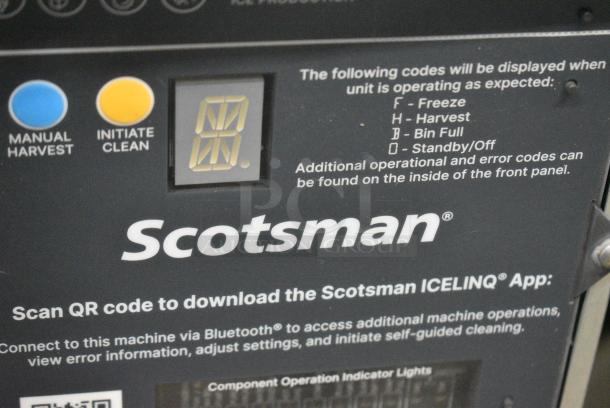 ICE PRODUCTION
The following codes will be displayed when
unit is operating as expected:
F - Freeze
H - Harvest
B - Bin Full
O - Standby/Off
Additional operational and error codes can
be found on the inside of the front panel.
MANUAL
HARVEST
INITIATE
CLEAN
Scotsman®
Scan QR code to download the Scotsman ICELINQ® App:
Connect to this machine via Bluetooth® to access additional machine operations,
view error information, adjust settings, and initiate self-guided cleaning.
Component Operation Indicator Lights